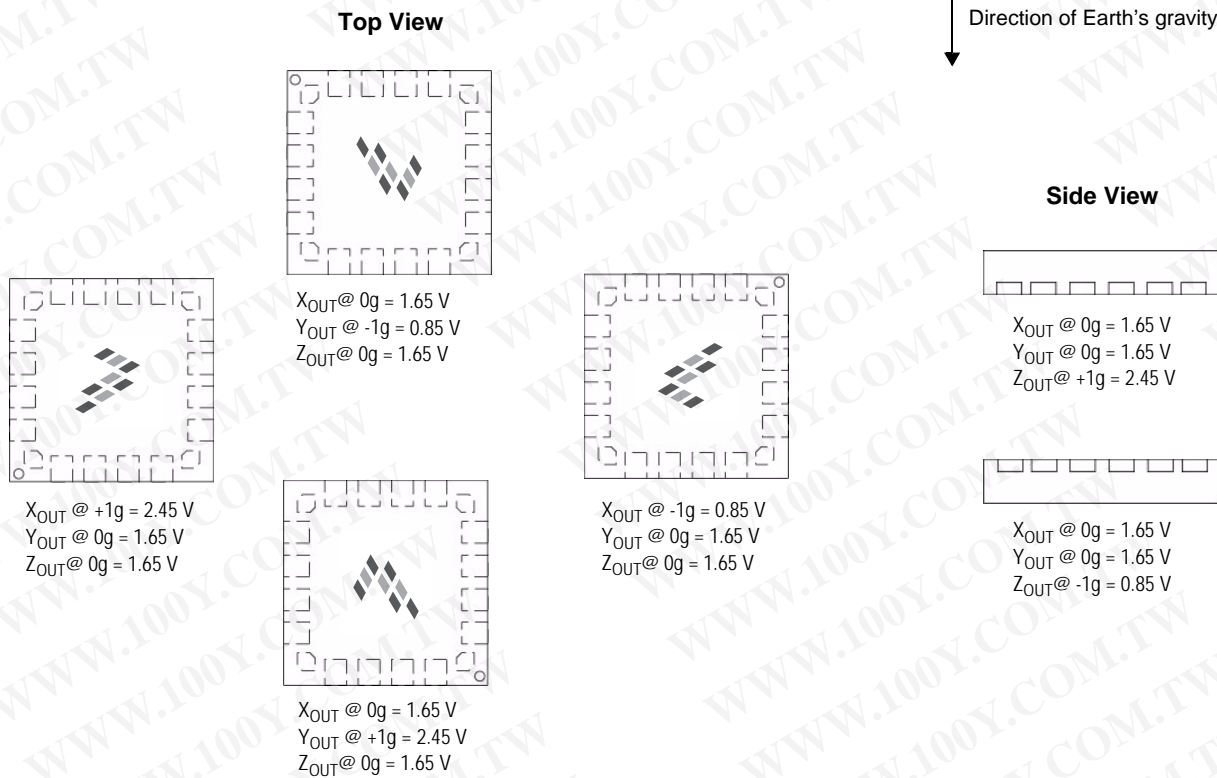 Top View
Direction of Earth's gravity
Side View
X_OUT @ 0g = 1.65 V
Y_OUT @ -1g = 0.85 V
Z_OUT @ 0g = 1.65 V
X_OUT @ +1g = 2.45 V
Y_OUT @ 0g = 1.65 V
Z_OUT @ 0g = 1.65 V
X_OUT @ -1g = 0.85 V
Y_OUT @ 0g = 1.65 V
Z_OUT @ 0g = 1.65 V
X_OUT @ 0g = 1.65 V
Y_OUT @ +1g = 2.45 V
Z_OUT @ 0g = 1.65 V
X_OUT @ 0g = 1.65 V
Y_OUT @ 0g = 1.65 V
Z_OUT @ +1g = 2.45 V
X_OUT @ 0g = 1.65 V
Y_OUT @ 0g = 1.65 V
Z_OUT @ -1g = 0.85 V
WWW.100Y.COM.TW